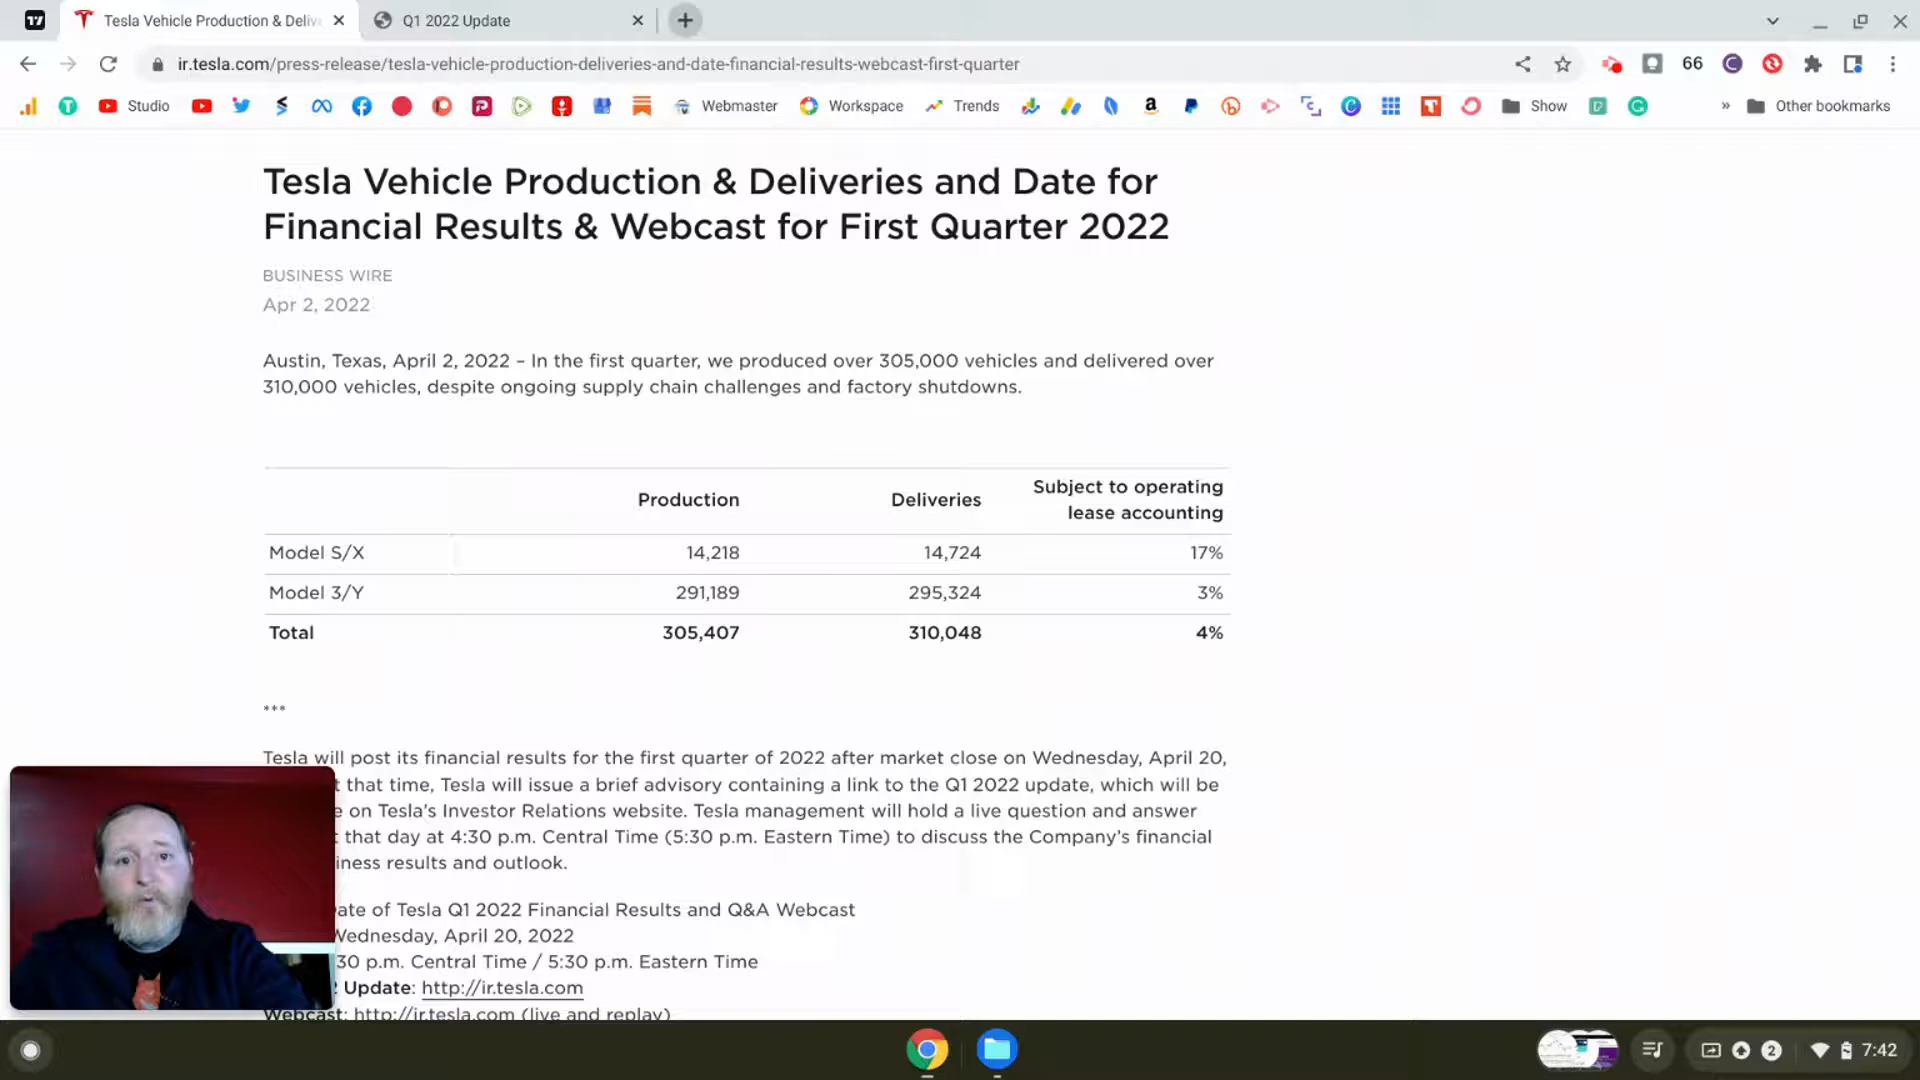 Tesla Vehicle Production & Deliv
Q1 2022 Update
ir.tesla.com/press-release/tesla-vehicle-production-deliveries-and-date-financial-results-webcast-first-quarter
66
Studio
Webmaster
Workspace
Trends
Show
» Other bookmarks
Tesla Vehicle Production & Deliveries and Date for
Financial Results & Webcast for First Quarter 2022
BUSINESS WIRE
Apr 2, 2022
Austin, Texas, April 2, 2022 – In the first quarter, we produced over 305,000 vehicles and delivered over
310,000 vehicles, despite ongoing supply chain challenges and factory shutdowns.
Production Deliveries Subject to operating
lease accounting
Model S/X 14,218 14,724 17%
Model 3/Y 291,189 295,324 3%
Total 305,407 310,048 4%
***
Tesla will post its financial results for the first quarter of 2022 after market close on Wednesday, April 20,
that time, Tesla will issue a brief advisory containing a link to the Q1 2022 update, which will be
on Tesla's Investor Relations website. Tesla management will hold a live question and answer
that day at 4:30 p.m. Central Time (5:30 p.m. Eastern Time) to discuss the Company's financial
iness results and outlook.
ate of Tesla Q1 2022 Financial Results and Q&A Webcast
Wednesday, April 20, 2022
30 p.m. Central Time / 5:30 p.m. Eastern Time
Update: http://ir.tesla.com
Webcast: http://ir.tesla.com (live and replay)
2
7:42